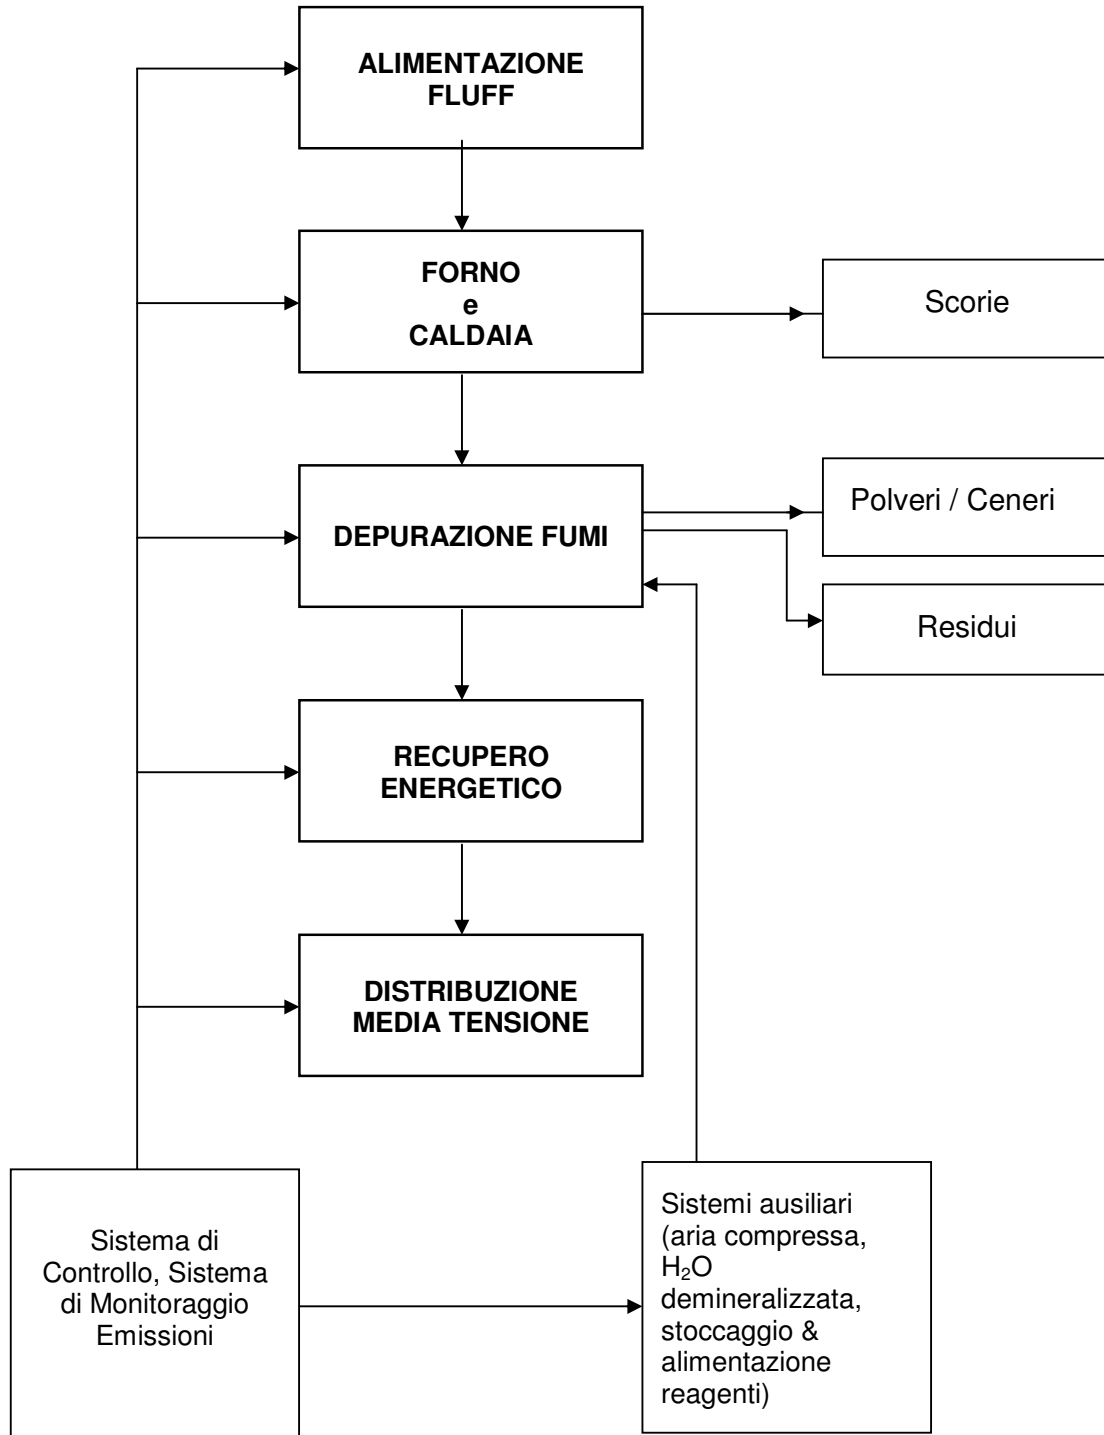 ALIMENTAZIONE
FLUFF
FORNO
e
CALDAIA
Scorie
Polveri / Ceneri
DEPURAZIONE FUMI
Residui
RECUPERO
ENERGETICO
DISTRIBUZIONE
MEDIA TENSIONE
Sistema di
Controllo, Sistema
di Monitoraggio
Emissioni
Sistemi ausiliari
(aria compressa,
H₂O
demineralizzata,
stoccaggio &
alimentazione
reagenti)